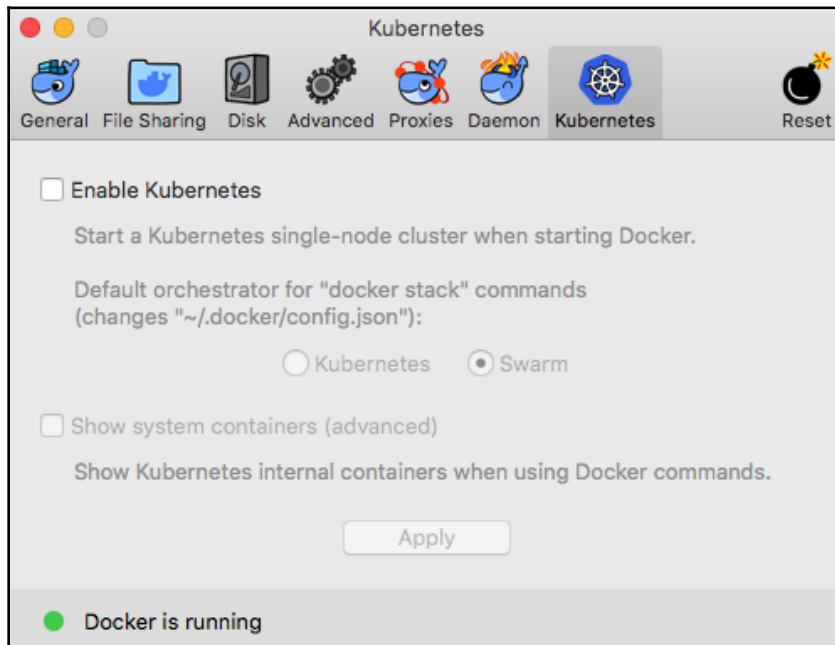 Kubernetes
General File Sharing Disk Advanced Proxies Daemon Kubernetes Reset
Enable Kubernetes
Start a Kubernetes single-node cluster when starting Docker.
Default orchestrator for "docker stack" commands
(changes "~/.docker/config.json"):
Kubernetes Swarm
Show system containers (advanced)
Show Kubernetes internal containers when using Docker commands.
Apply
Docker is running